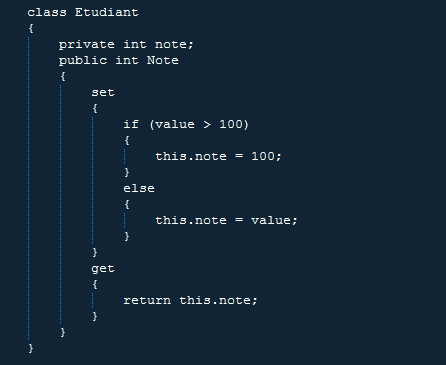 class Etudiant
{
    private int note;
    public int Note
    {
        set
        {
            if (value > 100)
            {
                this.note = 100;
            }
            else
            {
                this.note = value;
            }
        }
        get
        {
            return this.note;
        }
    }
}